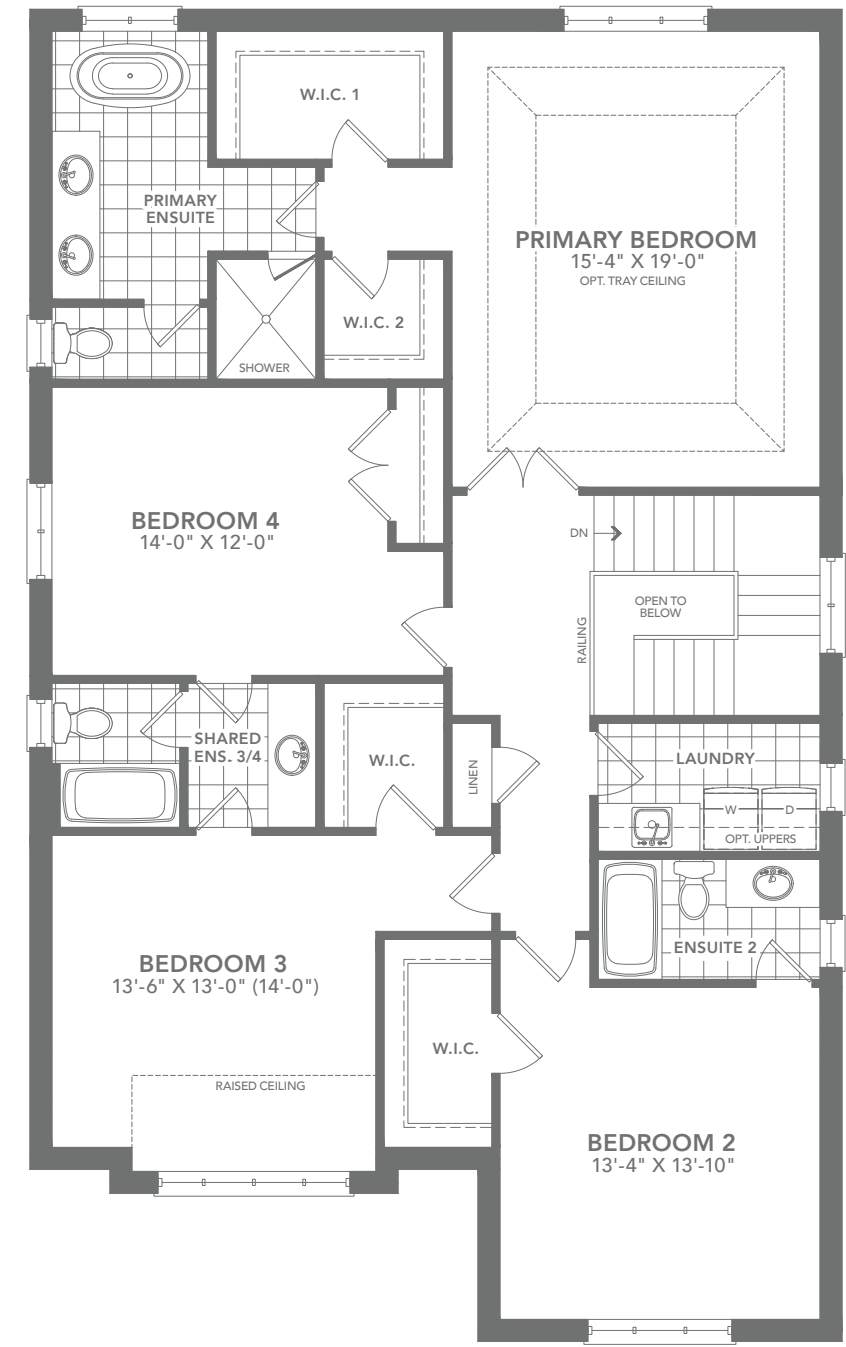 W.I.C. 1
PRIMARY
ENSUITE
PRIMARY BEDROOM
15'-4" X 19'-0"
OPT. TRAY CEILING
W.I.C. 2
SHOWER
BEDROOM 4
14'-0" X 12'-0"
DN
OPEN TO
BELOW
RAILING
SHARED
ENS. 3/4
W.I.C.
LINEN
LAUNDRY
W
D
OPT. UPPERS
ENSUITE 2
BEDROOM 3
13'-6" X 13'-0" (14'-0")
W.I.C.
RAISED CEILING
BEDROOM 2
13'-4" X 13'-10"